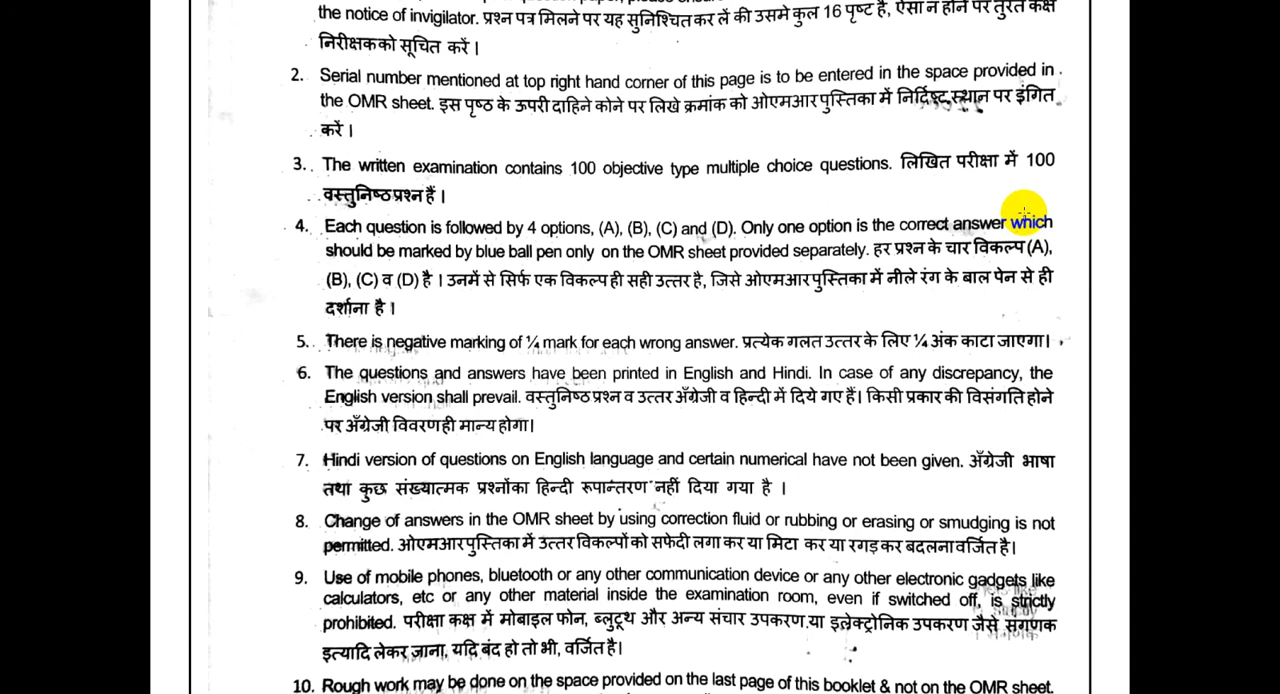 the notice of invigilator. प्रश्न पत्र मिलने पर यह सुनिश्चित कर लें की उसमे कुल 16 पृष्ट है, ऐसा न होने पर तुरंत कक्ष
निरीक्षकको सूचित करें।
2. Serial number mentioned at top right hand corner of this page is to be entered in the space provided in
the OMR sheet. इस पृष्ठ के ऊपरी दाहिने कोने पर लिखे क्रमांक को ओएमआर पुस्तिका में निर्दिष्ट स्थान पर इंगित
करें।
3. The written examination contains 100 objective type multiple choice questions. लिखित परीक्षा में 100
वस्तुनिष्ठ प्रश्न हैं।
4. Each question is followed by 4 options, (A), (B), (C) and (D). Only one option is the correct answer which
should be marked by blue ball pen only on the OMR sheet provided separately. हर प्रश्न के चार विकल्प (A),
(B), (C) व (D) है। उनमें से सिर्फ एक विकल्प ही सही उत्तर है, जिसे ओएमआर पुस्तिका में नीले रंग के बाल पेन से ही
दर्शाना है।
5. There is negative marking of ¼ mark for each wrong answer. प्रत्येक गलत उत्तर के लिए ¼ अंक काटा जाएगा।
6. The questions and answers have been printed in English and Hindi. In case of any discrepancy, the
English version shall prevail. वस्तुनिष्ठ प्रश्न व उत्तर अँग्रेजी व हिन्दी में दिये गए हैं। किसी प्रकार की विसंगति होने
पर अँग्रेजी विवरण ही मान्य होगा।
7. Hindi version of questions on English language and certain numerical have not been given. अँग्रेजी भाषा
तथा कुछ संख्यात्मक प्रश्नोंका हिन्दी रूपान्तरण नहीं दिया गया है ।
8. Change of answers in the OMR sheet by using correction fluid or rubbing or erasing or smudging is not
permitted. ओएमआर पुस्तिका में उत्तर विकल्पों को सफेदी लगा कर या मिटा कर या रगड़ कर बदलना वर्जित है।
9. Use of mobile phones, bluetooth or any other communication device or any other electronic gadgets like
calculators, etc or any other material inside the examination room, even if switched off, is strictly
prohibited. परीक्षा कक्ष में मोबाइल फोन, ब्लुटूथ और अन्य संचार उपकरण या इलेक्ट्रोनिक उपकरण जैसे संगणक
इत्यादि लेकर जाना, यदि बंद हो तो भी, वर्जित है।
10. Rough work may be done on the space provided on the last page of this booklet & not on the OMR sheet.